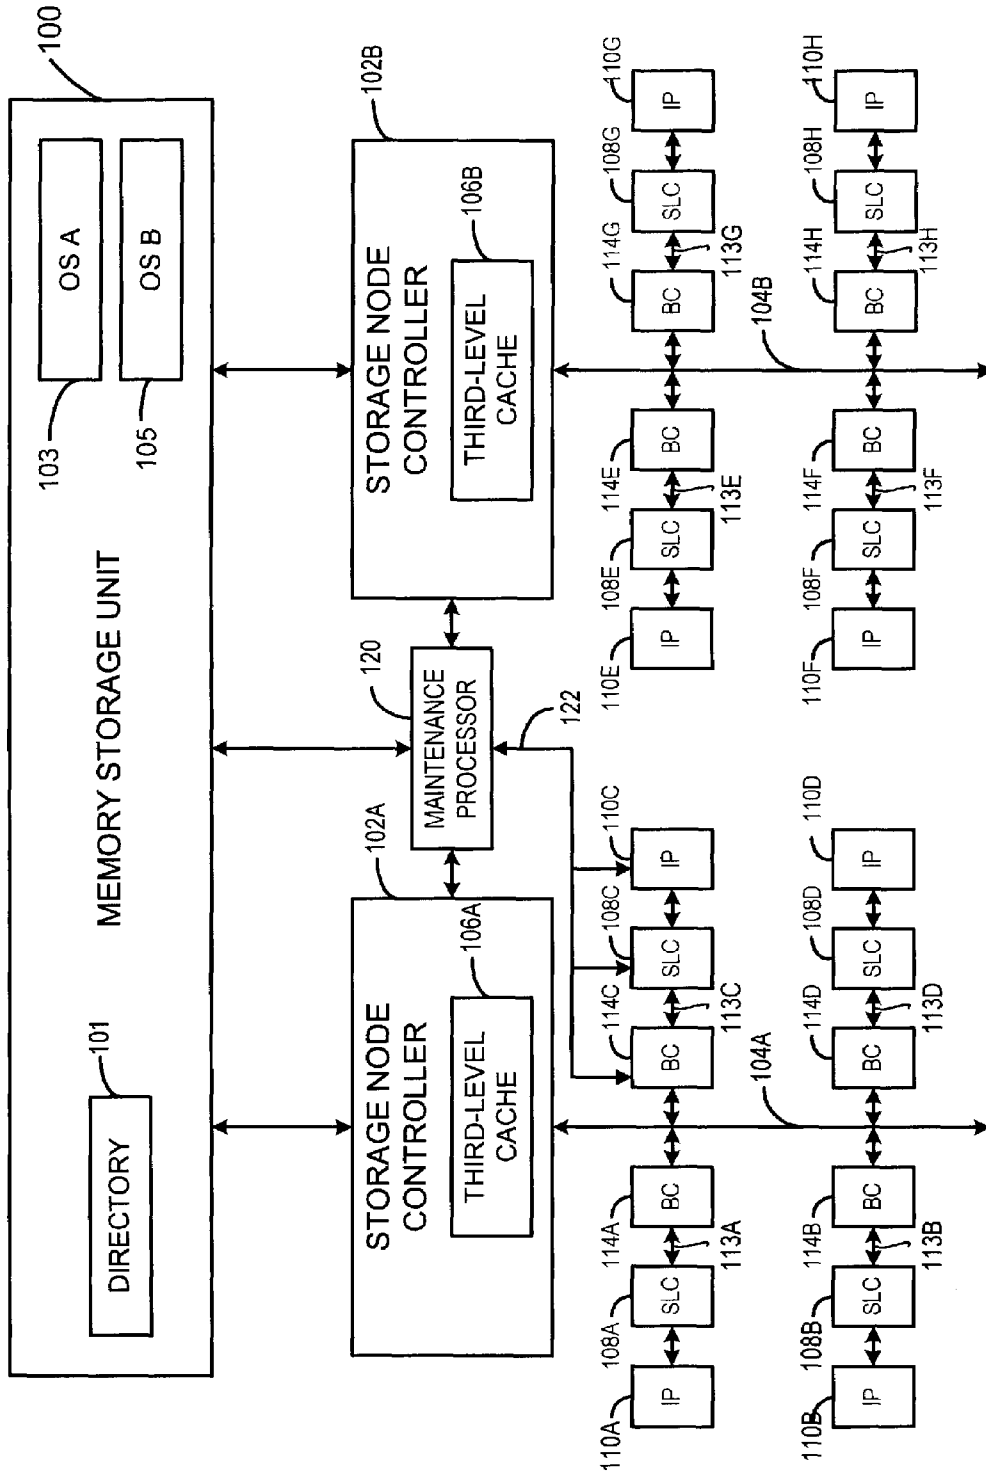 100
MEMORY STORAGE UNIT
DIRECTORY
101
OS A
103
OS B
105
102A
STORAGE NODE
CONTROLLER
THIRD-LEVEL
CACHE
106A
MAINTENANCE
PROCESSOR
120
122
102B
STORAGE NODE
CONTROLLER
THIRD-LEVEL
CACHE
106B
110A
IP
108A
SLC
113A
114A
BC
114C
BC
113C
108C
SLC
110C
IP
110E
IP
108E
SLC
113E
114E
BC
114G
BC
113G
108G
SLC
110G
IP
104A
104B
110B
IP
108B
SLC
113B
114B
BC
114D
BC
113D
108D
SLC
110D
IP
110F
IP
108F
SLC
113F
114F
BC
114H
BC
113H
108H
SLC
110H
IP